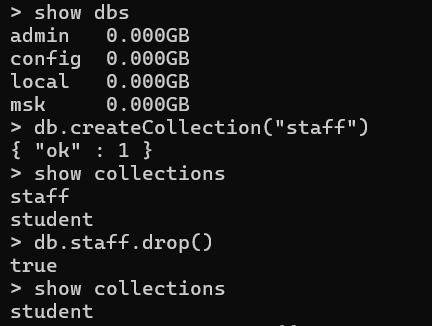 > show dbs
admin   0.000GB
config  0.000GB
local   0.000GB
msk     0.000GB
> db.createCollection("staff")
{ "ok" : 1 }
> show collections
staff
student
> db.staff.drop()
true
> show collections
student